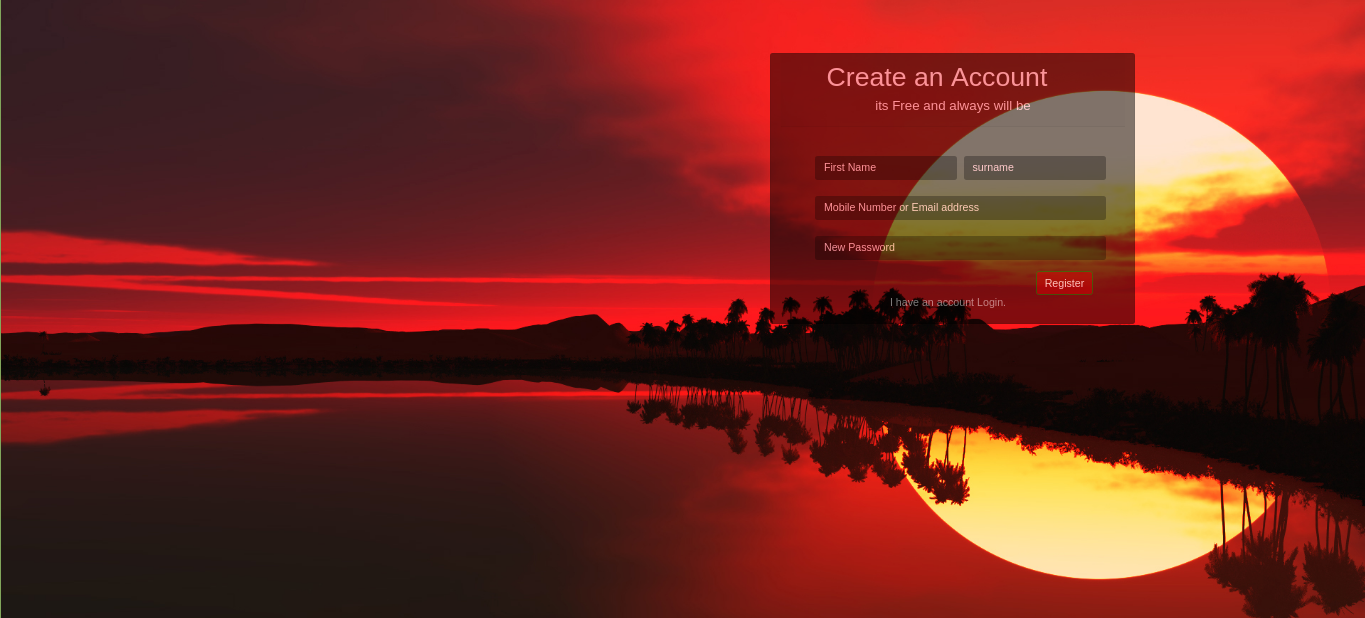 Create an Account
its Free and always will be
First Name surname
Mobile Number or Email address
New Password
Register
I have an account Login.